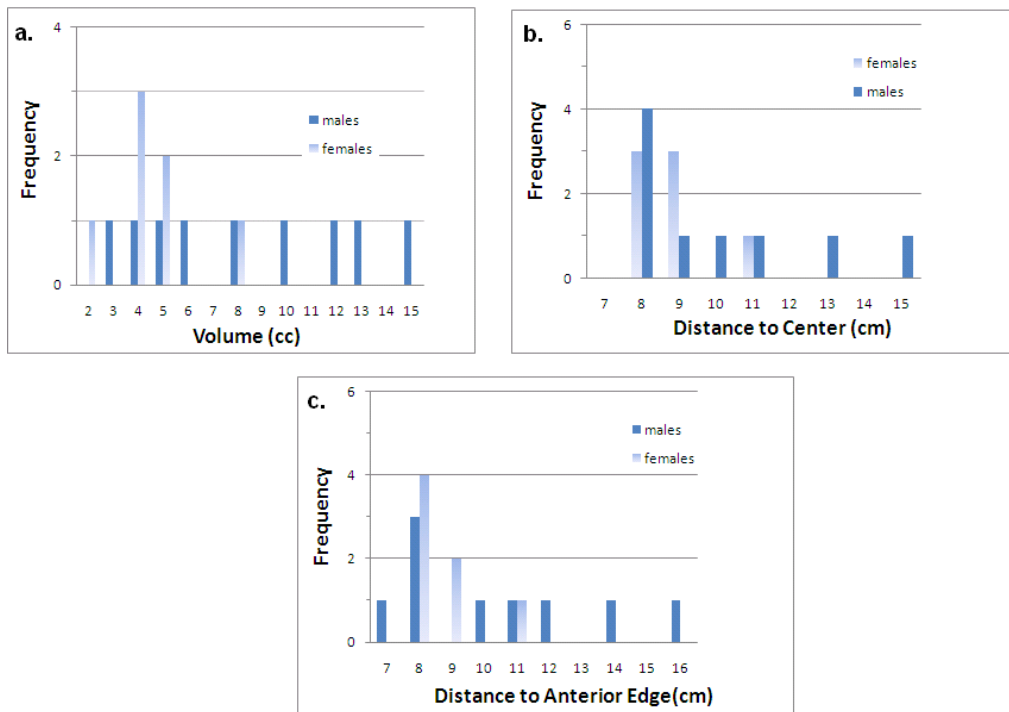 a.
4
2
0
Frequency
males
females
2 3 4 5 6 7 8 9 10 11 12 13 14 15
Volume (cc)
b.
6
4
2
0
Frequency
females
males
7 8 9 10 11 12 13 14 15
Distance to Center (cm)
c.
6
4
2
0
Frequency
males
females
7 8 9 10 11 12 13 14 15 16
Distance to Anterior Edge(cm)